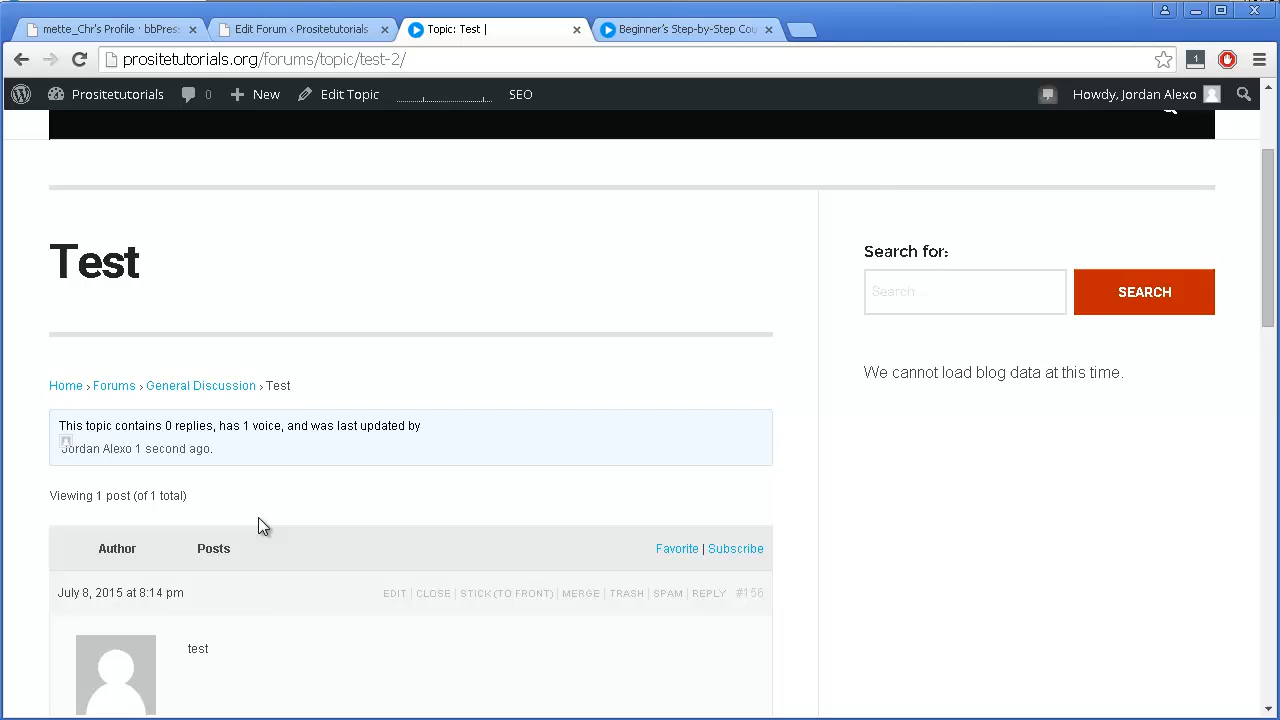 mette_Chr's Profile · bbPres:
Edit Forum ‹ Prositetutorials
Topic: Test |
Beginner's Step-by-Step Cou
prositetutorials.org/forums/topic/test-2/
1
Prositetutorials
0
New
Edit Topic
SEO
Howdy, Jordan Alexo
Test
Search for:
Search …
SEARCH
We cannot load blog data at this time.
Home › Forums › General Discussion › Test
This topic contains 0 replies, has 1 voice, and was last updated by
Jordan Alexo 1 second ago.
Viewing 1 post (of 1 total)
Author
Posts
Favorite | Subscribe
July 8, 2015 at 8:14 pm
EDIT | CLOSE | STICK (TO FRONT) | MERGE | TRASH | SPAM | REPLY #156
test